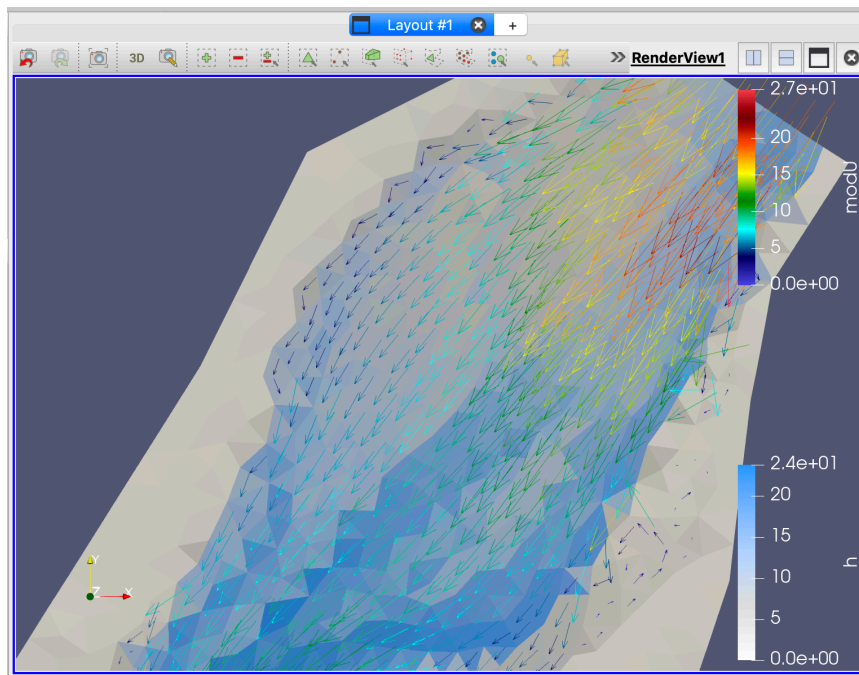 Layout #1
+
3D
RenderView1
2.7e+01
20
15
10
5
0.0e+00
modU
2.4e+01
20
15
10
5
0.0e+00
h
Y
Z
X